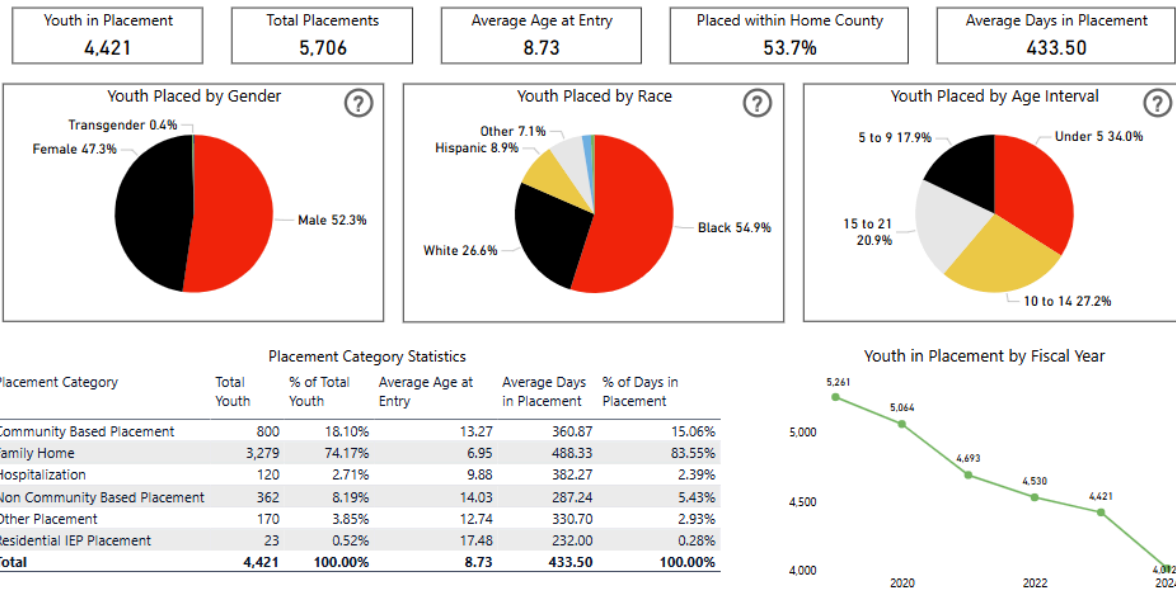 Youth in Placement
4,421
Total Placements
5,706
Average Age at Entry
8.73
Placed within Home County
53.7%
Average Days in Placement
433.50
Youth Placed by Gender
?
Transgender 0.4%
Female 47.3%
Male 52.3%
Youth Placed by Race
?
Other 7.1%
Hispanic 8.9%
White 26.6%
Black 54.9%
Youth Placed by Age Interval
?
5 to 9 17.9%
Under 5 34.0%
15 to 21
20.9%
10 to 14 27.2%
Placement Category Statistics
Placement Category Total Youth % of Total Youth Average Age at Entry Average Days in Placement % of Days in Placement
Community Based Placement 800 18.10% 13.27 360.87 15.06%
Family Home 3,279 74.17% 6.95 488.33 83.55%
Hospitalization 120 2.71% 9.88 382.27 2.39%
Non Community Based Placement 362 8.19% 14.03 287.24 5.43%
Other Placement 170 3.85% 12.74 330.70 2.93%
Residential IEP Placement 23 0.52% 17.48 232.00 0.28%
Total 4,421 100.00% 8.73 433.50 100.00%
Youth in Placement by Fiscal Year
5,261
5,064
5,000
4,693
4,530
4,500
4,421
4,012
4,000
2020
2022
2024